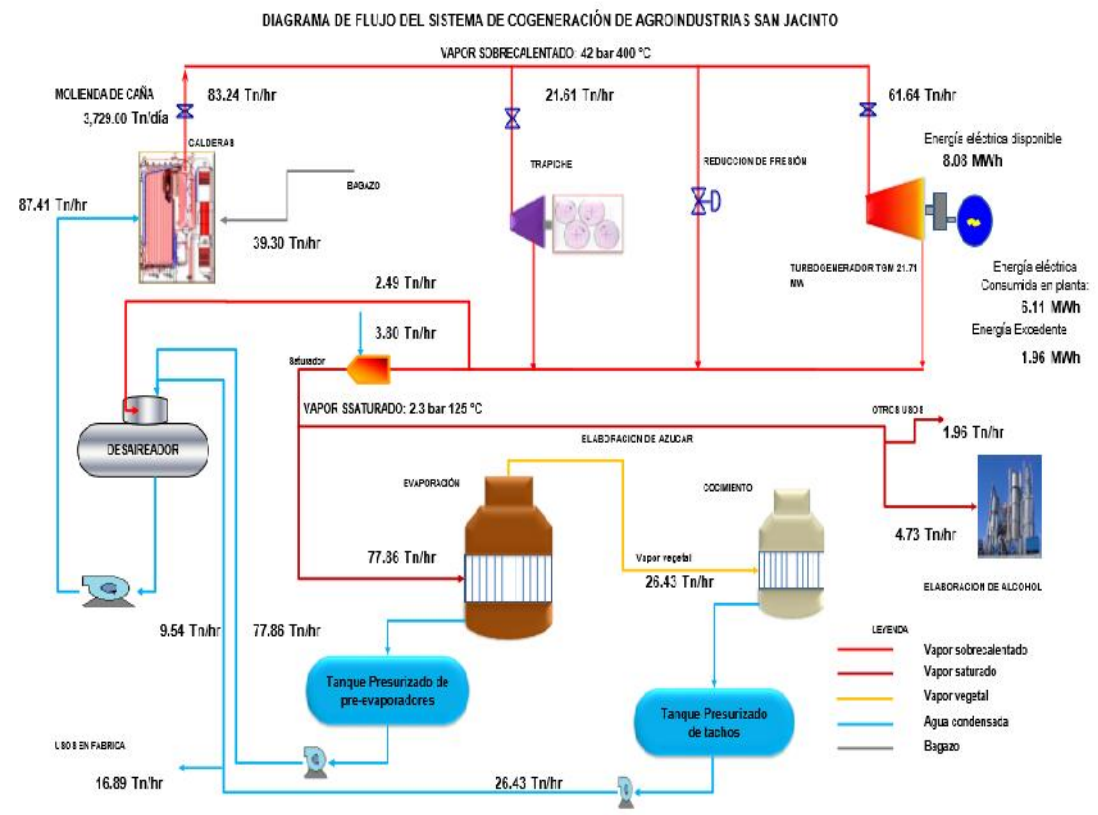 DIAGRAMA DE FLUJO DEL SISTEMA DE COGENERACIÓN DE AGROINDUSTRIAS SAN JACINTO
VAPOR SOBRECALENTADO: 42 bar 400 °C
MOLIENDA DE CAÑA
3,729.00 Tn/día
83.24 Tn/hr
21.61 Tn/hr
61.64 Tn/hr
CALDERAS
TRAPICHE
REDUCCION DE PRESIÓN
Energía eléctrica disponible
8.08 MWh
BAGAZO
87.41 Tn/hr
39.30 Tn/hr
TURBOGENERADOR TGM 21.71
MW
Energía eléctrica
Consumida en planta:
6.11 MWh
Energía Excedente
1.96 MWh
2.49 Tn/hr
3.80 Tn/hr
Saturador
VAPOR SSATURADO: 2.3 bar 125 °C
OTROS USOS
1.96 Tn/hr
DESAIREADOR
ELABORACION DE AZUCAR
EVAPORACIÓN
COCIMIENTO
4.73 Tn/hr
77.86 Tn/hr
Vapor vegetal
26.43 Tn/hr
ELABORACION DE ALCOHOL
9.54 Tn/hr
77.86 Tn/hr
LEYENDA
Vapor sobrecalentado
Vapor saturado
Vapor vegetal
Agua condensada
Bagazo
Tanque Presurizado de
pre-evaporadores
Tanque Presurizado
de tachos
USOS EN FABRICA
16.89 Tn/hr
26.43 Tn/hr